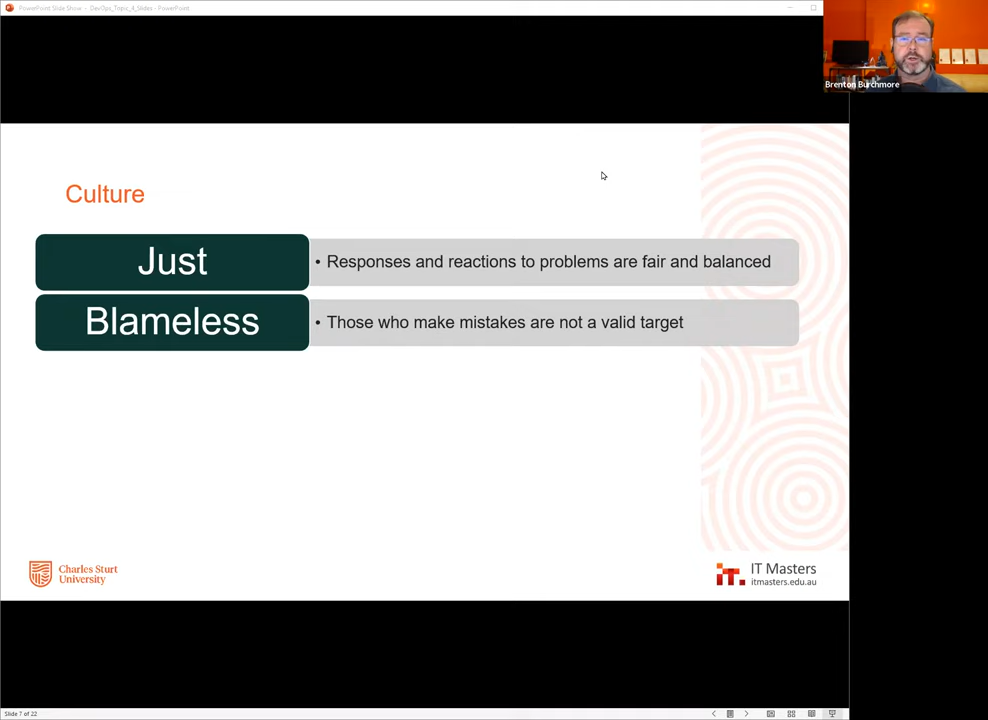 PowerPoint Slide Show - DevOps_Topic_4_Slides - PowerPoint
Brenton Burchmore
Culture
Just
• Responses and reactions to problems are fair and balanced
Blameless
• Those who make mistakes are not a valid target
Charles Sturt
University
IT Masters
itmasters.edu.au
Slide 7 of 22